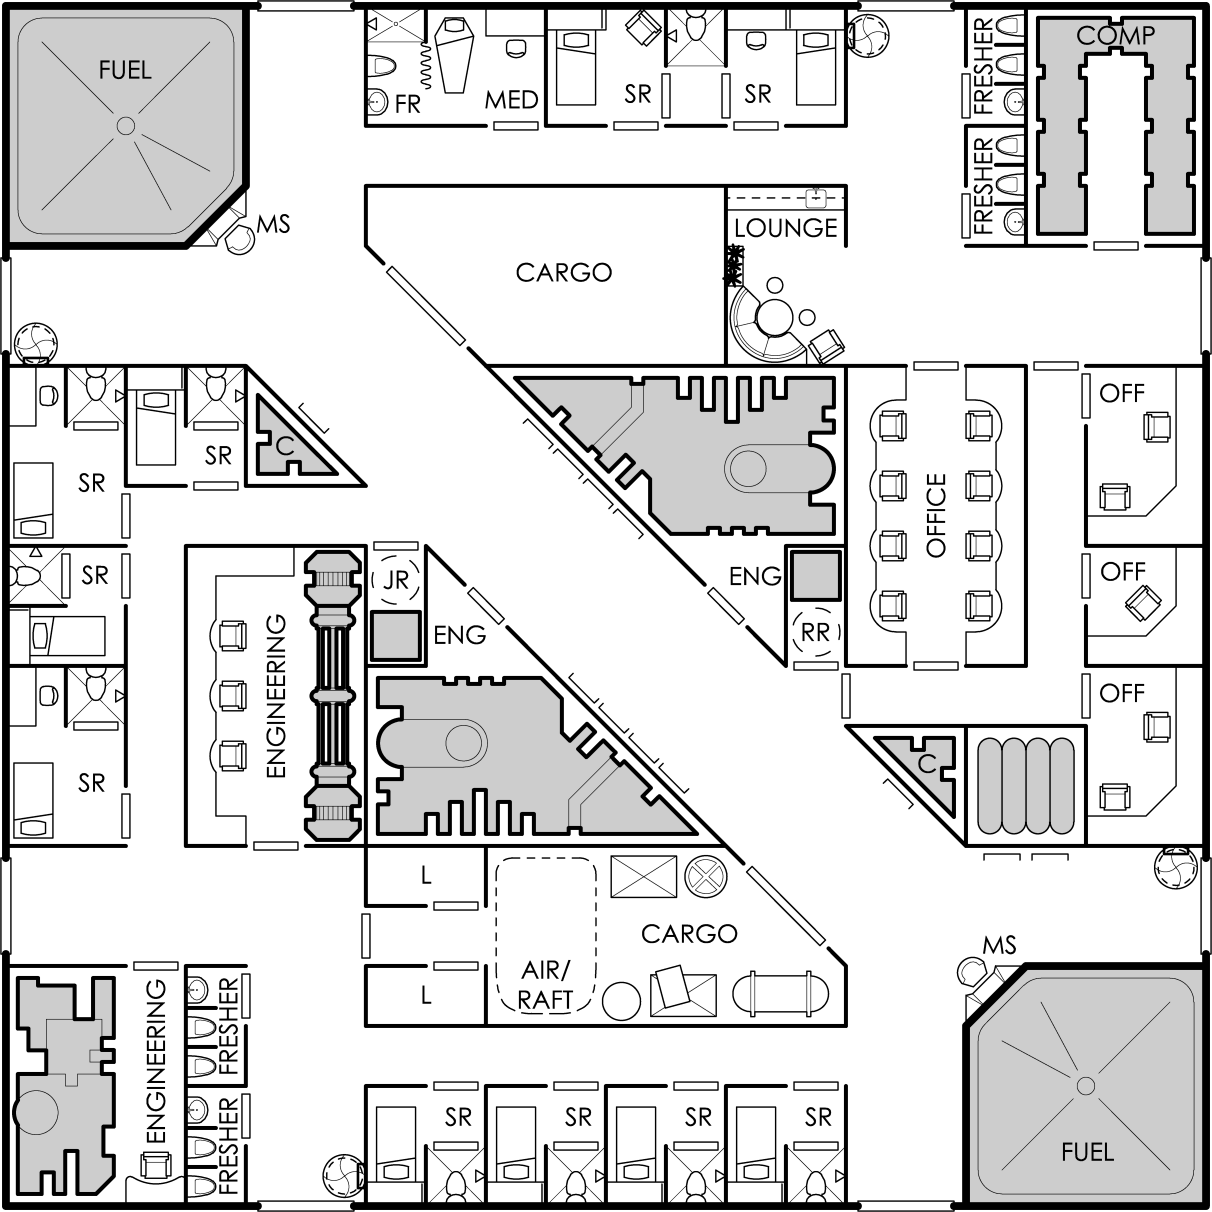 FUEL
FR
MED
SR
SR
FRESHER
COMP
FRESHER
MS
LOUNGE
CARGO
OFF
C
SR
SR
OFFICE
SR
JR
ENG
OFF
ENG
RR
ENGINEERING
OFF
C
SR
L
CARGO
MS
AIR/
RAFT
L
ENGINEERING
FRESHER
FRESHER
SR
SR
SR
SR
FUEL